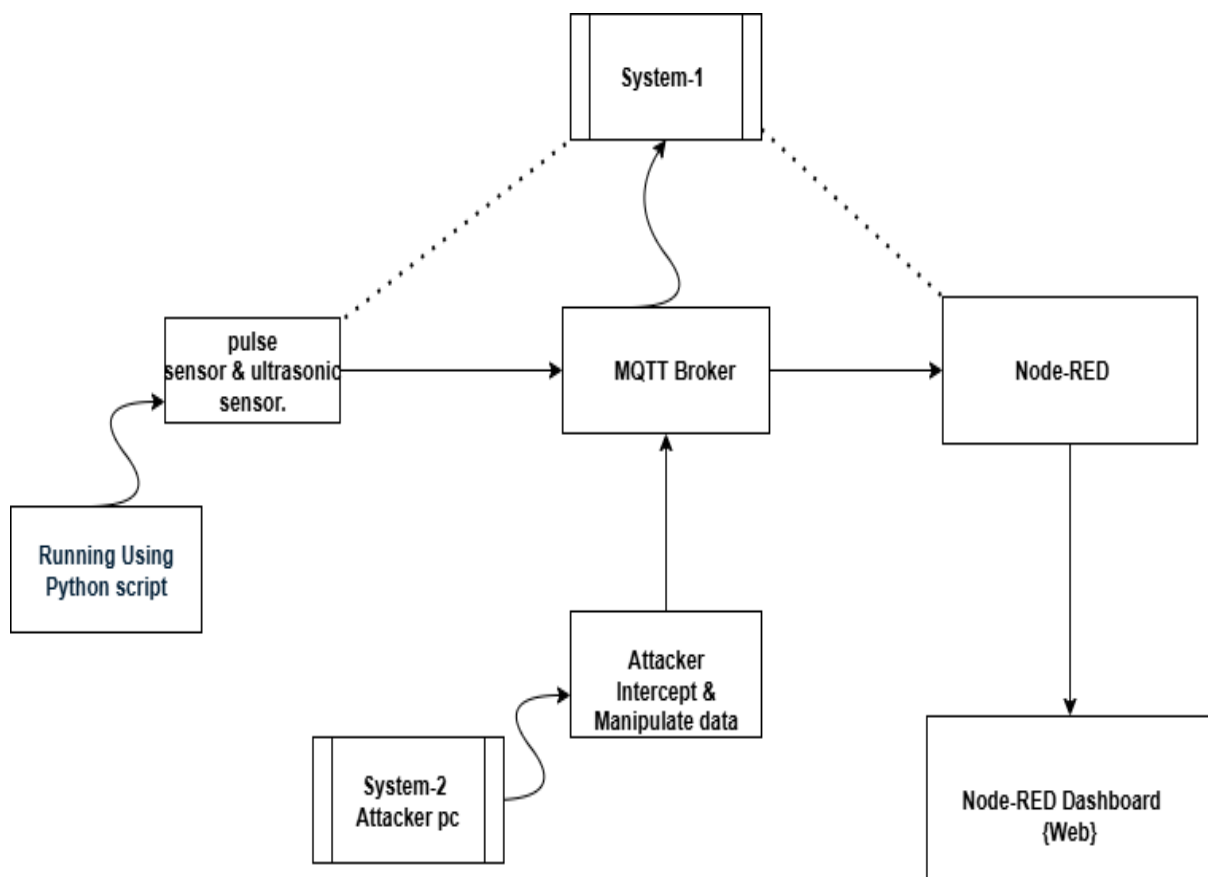 System-1
pulse
sensor & ultrasonic
sensor.
MQTT Broker
Node-RED
Running Using
Python script
Attacker
Intercept &
Manipulate data
System-2
Attacker pc
Node-RED Dashboard
{Web}